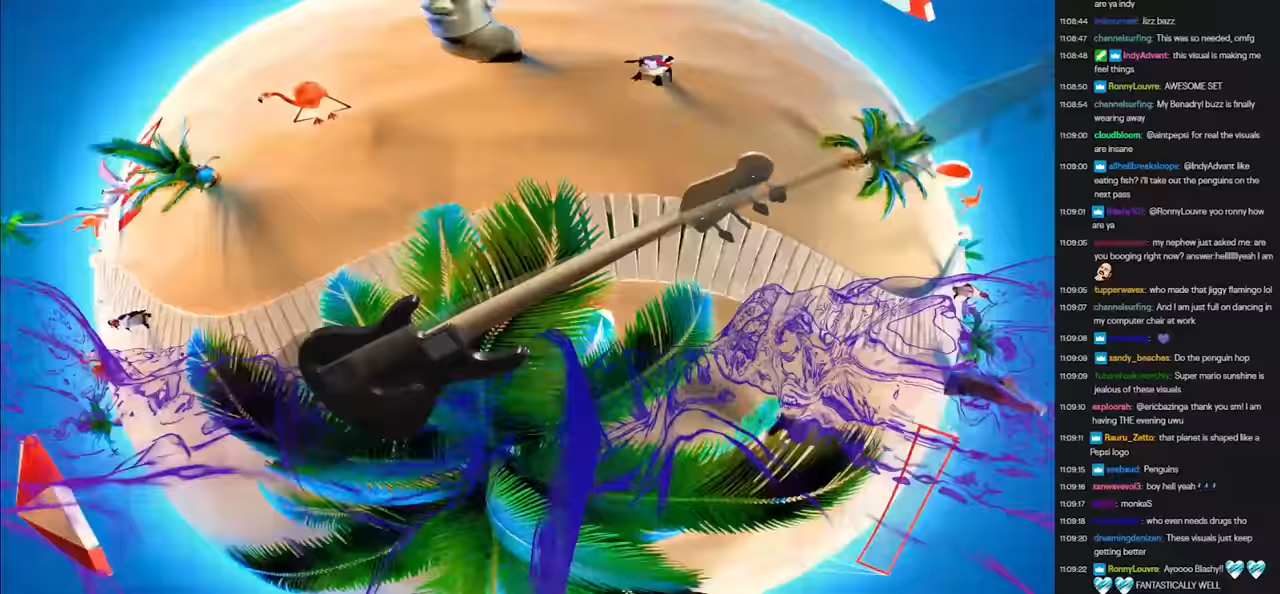 are ya indy
11:08:44 Jizz bazz
11:08:47 channelsurfing: This was so needed, omfg
11:08:48 IndyAdvant: this visual is making me
feel things
11:08:50 RonnyLouvre: AWESOME SET
11:08:54 channelsurfing: My Benadryl buzz is finally
wearing away
11:09:00 cloudbloom: @aintpepsi for real the visuals
are insane
11:09:00 allhellbreaksloops: @IndyAdvant like
eating fish? i'll take out the penguins on the
next pass
11:09:01 @RonnyLouvre yoo ronny how
are ya
11:09:05 my nephew just asked me: are
you booging right now? answer:helllllllyeah I am
11:09:05 tupperwavex: who made that jiggy flamingo lol
11:09:07 channelsurfing: And I am just full on dancing in
my computer chair at work
11:09:08
11:09:09 sandy_beaches: Do the penguin hop
11:09:09 Super mario sunshine is
jealous of these visuals
11:09:10 exploorah: @ericbazinga thank you sm! I am
having THE evening uwu
11:09:11 Rauru_Zetto: that planet is shaped like a
Pepsi logo
11:09:15 Penguins
11:09:16 xanwavevol3: boy hell yeah
11:09:17 monkaS
11:09:18 who even needs drugs tho
11:09:20 dreamingdenizen: These visuals just keep
getting better
11:09:22 RonnyLouvre: Ayoooo Blashy!!
FANTASTICALLY WELL